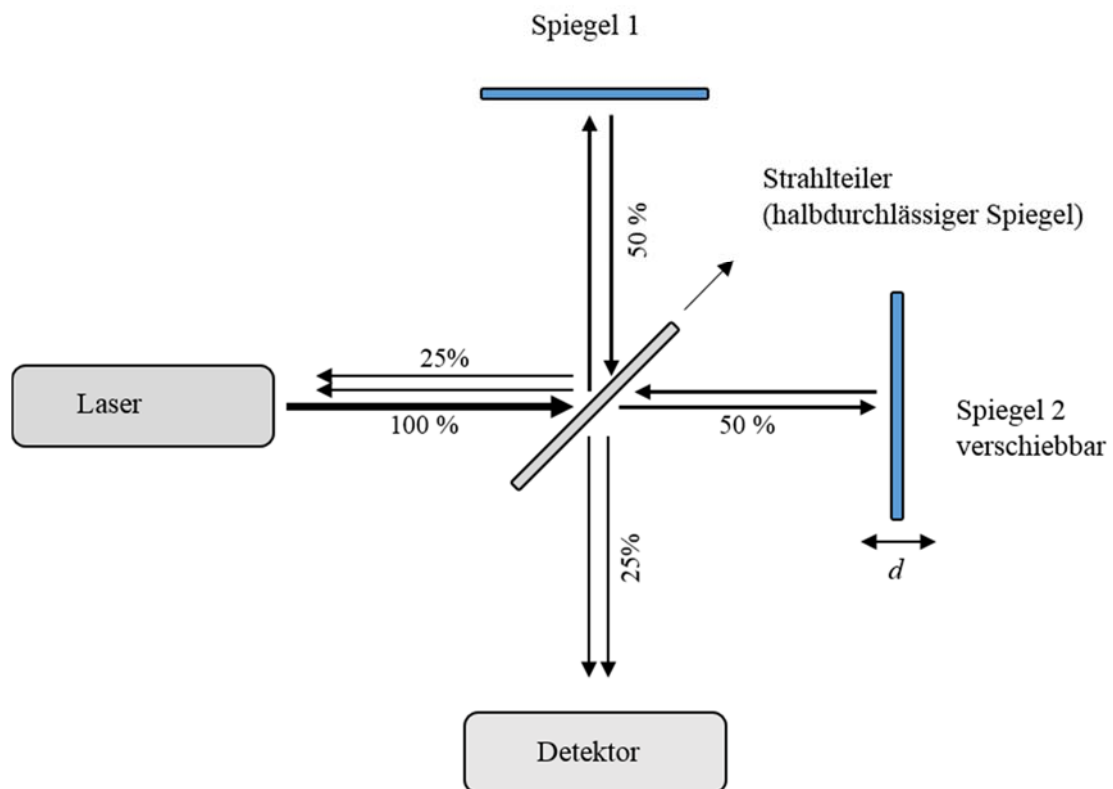 Spiegel 1
Strahlteiler
(halbdurchlässiger Spiegel)
50 %
25%
Laser
100 %
50 %
Spiegel 2
verschiebbar
25%
d
Detektor